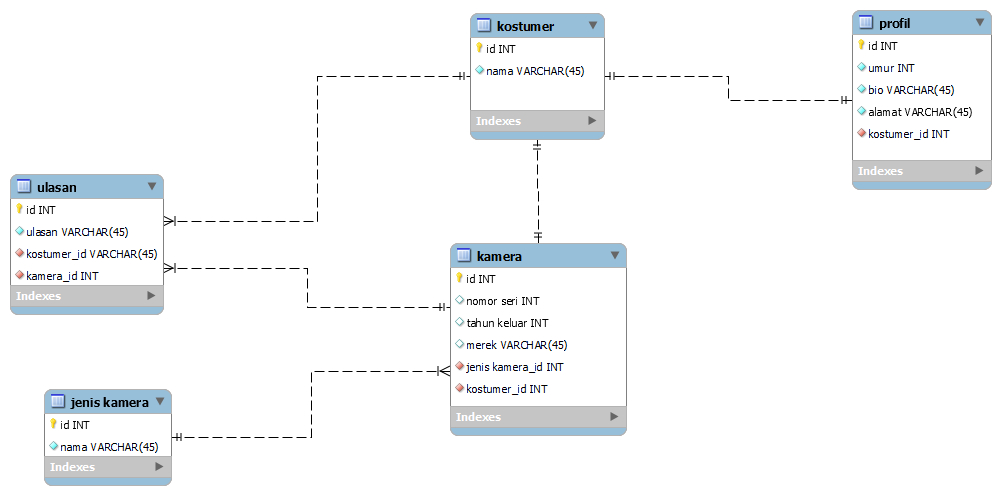 kostumer
id INT
nama VARCHAR(45)
Indexes
profil
id INT
umur INT
bio VARCHAR(45)
alamat VARCHAR(45)
kostumer_id INT
Indexes
ulasan
id INT
ulasan VARCHAR(45)
kostumer_id VARCHAR(45)
kamera_id INT
Indexes
kamera
id INT
nomor seri INT
tahun keluar INT
merek VARCHAR(45)
jenis kamera_id INT
kostumer_id INT
Indexes
jenis kamera
id INT
nama VARCHAR(45)
Indexes